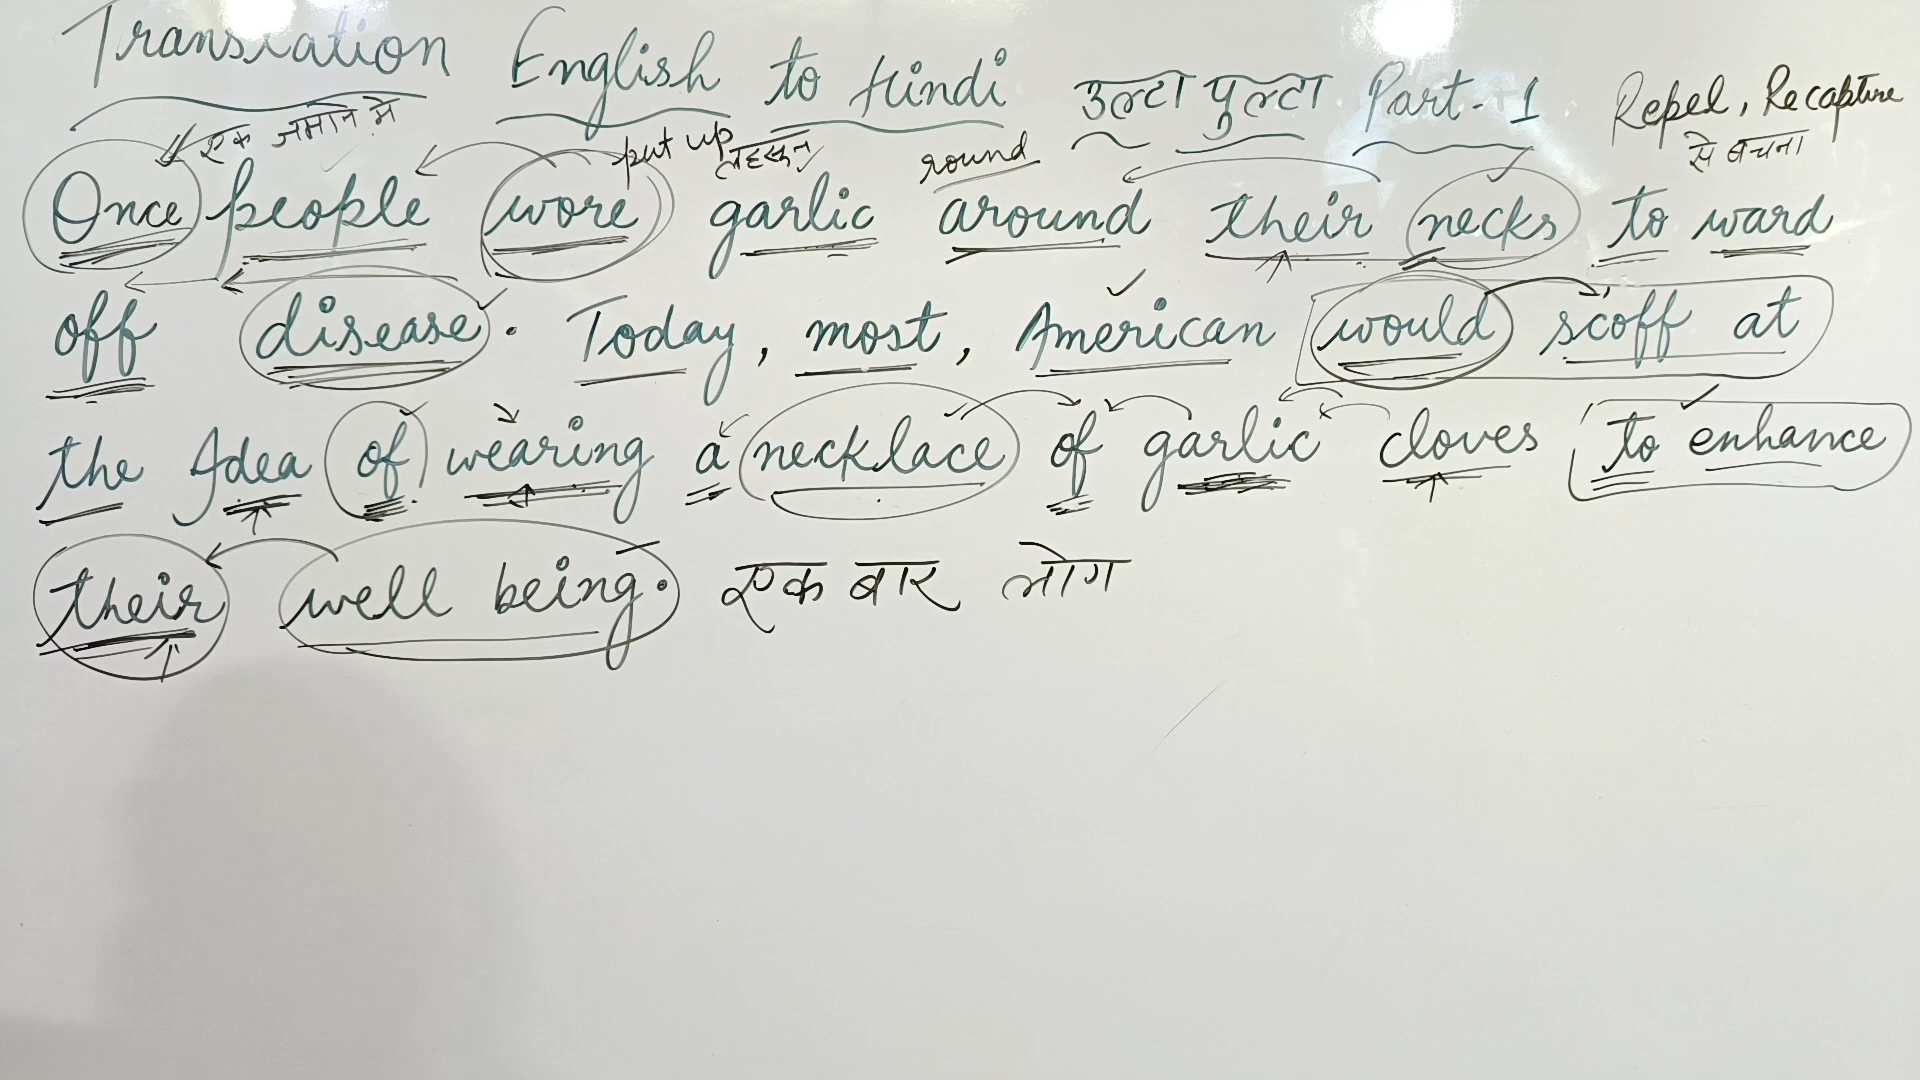 Translation English to Hindi उल्टा पुल्टा Part-1 Repel, Recapture
एक जमाने मे put up लहसुन round से बचना
Once people wore garlic around their necks to ward
off disease. Today, most, American would scoff at
the Idea of wearing a necklace of garlic cloves to enhance
their well being. एक बार लोग